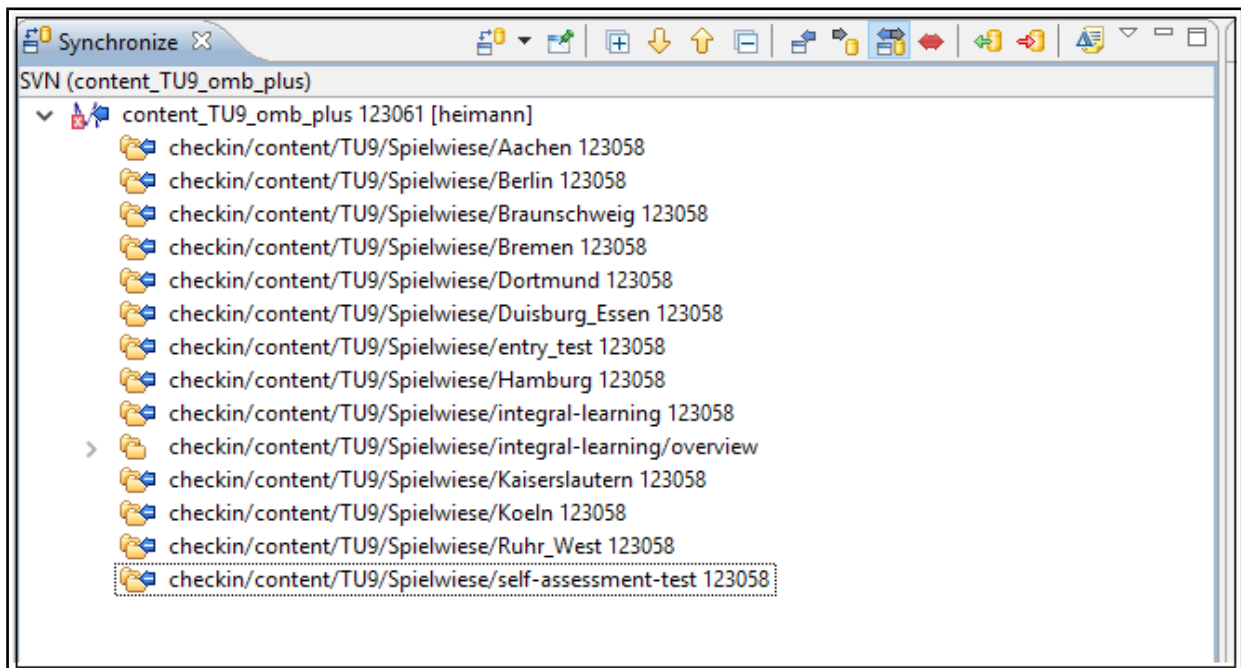 Synchronize
SVN (content_TU9_omb_plus)
content_TU9_omb_plus 123061 [heimann]
checkin/content/TU9/Spielwiese/Aachen 123058
checkin/content/TU9/Spielwiese/Berlin 123058
checkin/content/TU9/Spielwiese/Braunschweig 123058
checkin/content/TU9/Spielwiese/Bremen 123058
checkin/content/TU9/Spielwiese/Dortmund 123058
checkin/content/TU9/Spielwiese/Duisburg_Essen 123058
checkin/content/TU9/Spielwiese/entry_test 123058
checkin/content/TU9/Spielwiese/Hamburg 123058
checkin/content/TU9/Spielwiese/integral-learning 123058
checkin/content/TU9/Spielwiese/integral-learning/overview
checkin/content/TU9/Spielwiese/Kaiserslautern 123058
checkin/content/TU9/Spielwiese/Koeln 123058
checkin/content/TU9/Spielwiese/Ruhr_West 123058
checkin/content/TU9/Spielwiese/self-assessment-test 123058